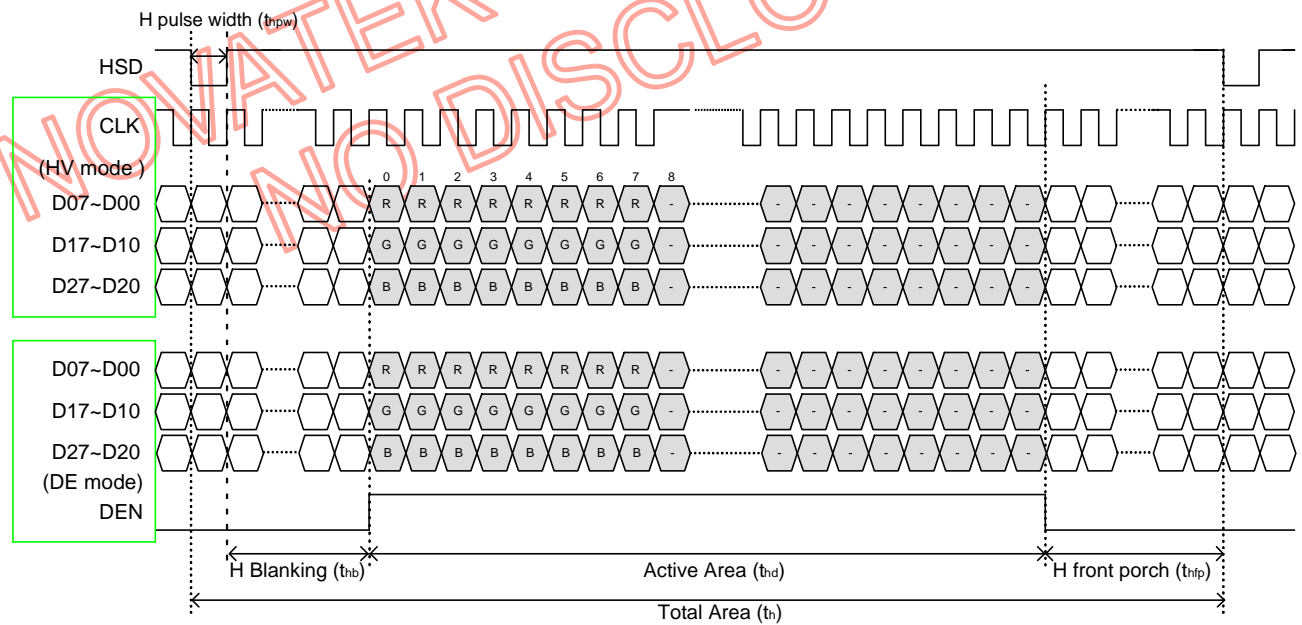 H pulse width (thpw)
HSD
CLK
(HV mode )
0 1 2 3 4 5 6 7 8
D07~D00 R R R R R R R R - - - - - - - - -
D17~D10 G G G G G G G G - - - - - - - - -
D27~D20 B B B B B B B B - - - - - - - - -
D07~D00 R R R R R R R R - - - - - - - - -
D17~D10 G G G G G G G G - - - - - - - - -
D27~D20 B B B B B B B B - - - - - - - - -
(DE mode)
DEN
H Blanking (thb) Active Area (thd) H front porch (thfp)
Total Area (th)
NOVATEK
NO DISCLO